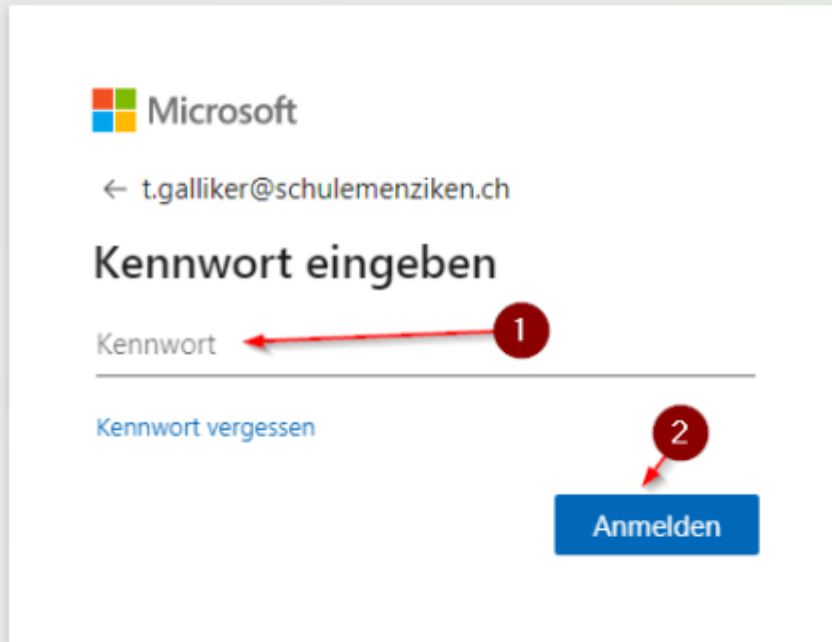 Microsoft
← t.galliker@schulemenziken.ch
Kennwort eingeben
Kennwort
1
Kennwort vergessen
2
Anmelden